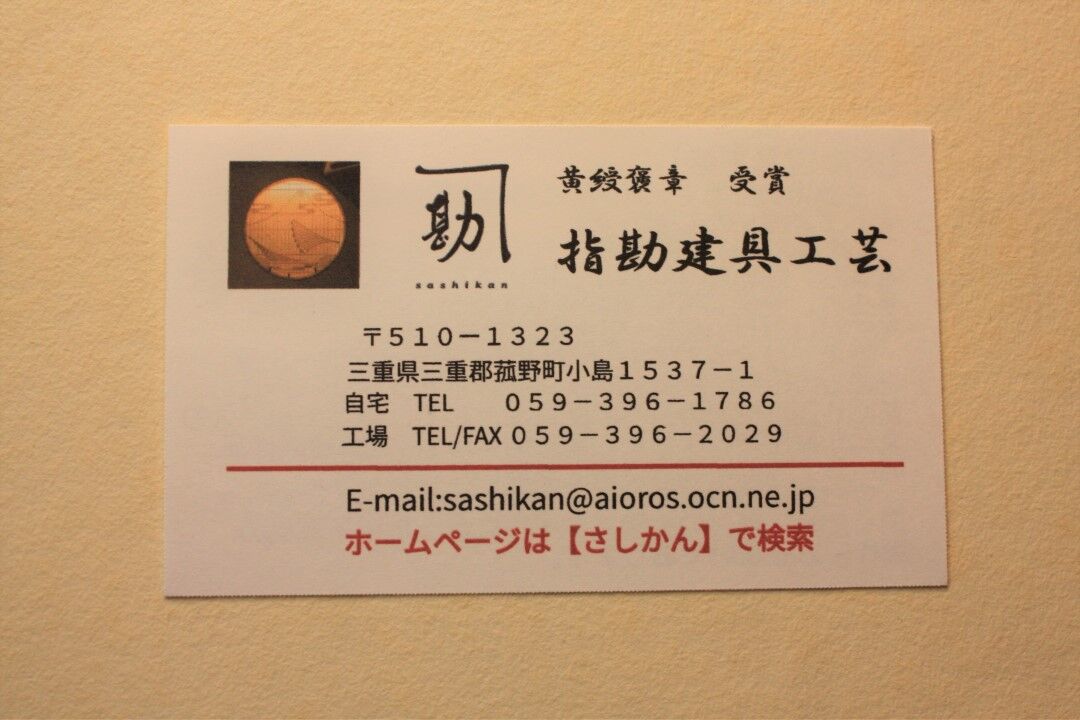 勘
sashikan
黄綬褒章　受賞
指勘建具工芸
〒５１０－１３２３
三重県三重郡菰野町小島１５３７－１
自宅　TEL　　０５９－３９６－１７８６
工場　TEL/FAX ０５９－３９６－２０２９
E-mail:sashikan@aioros.ocn.ne.jp
ホームページは【さしかん】で検索